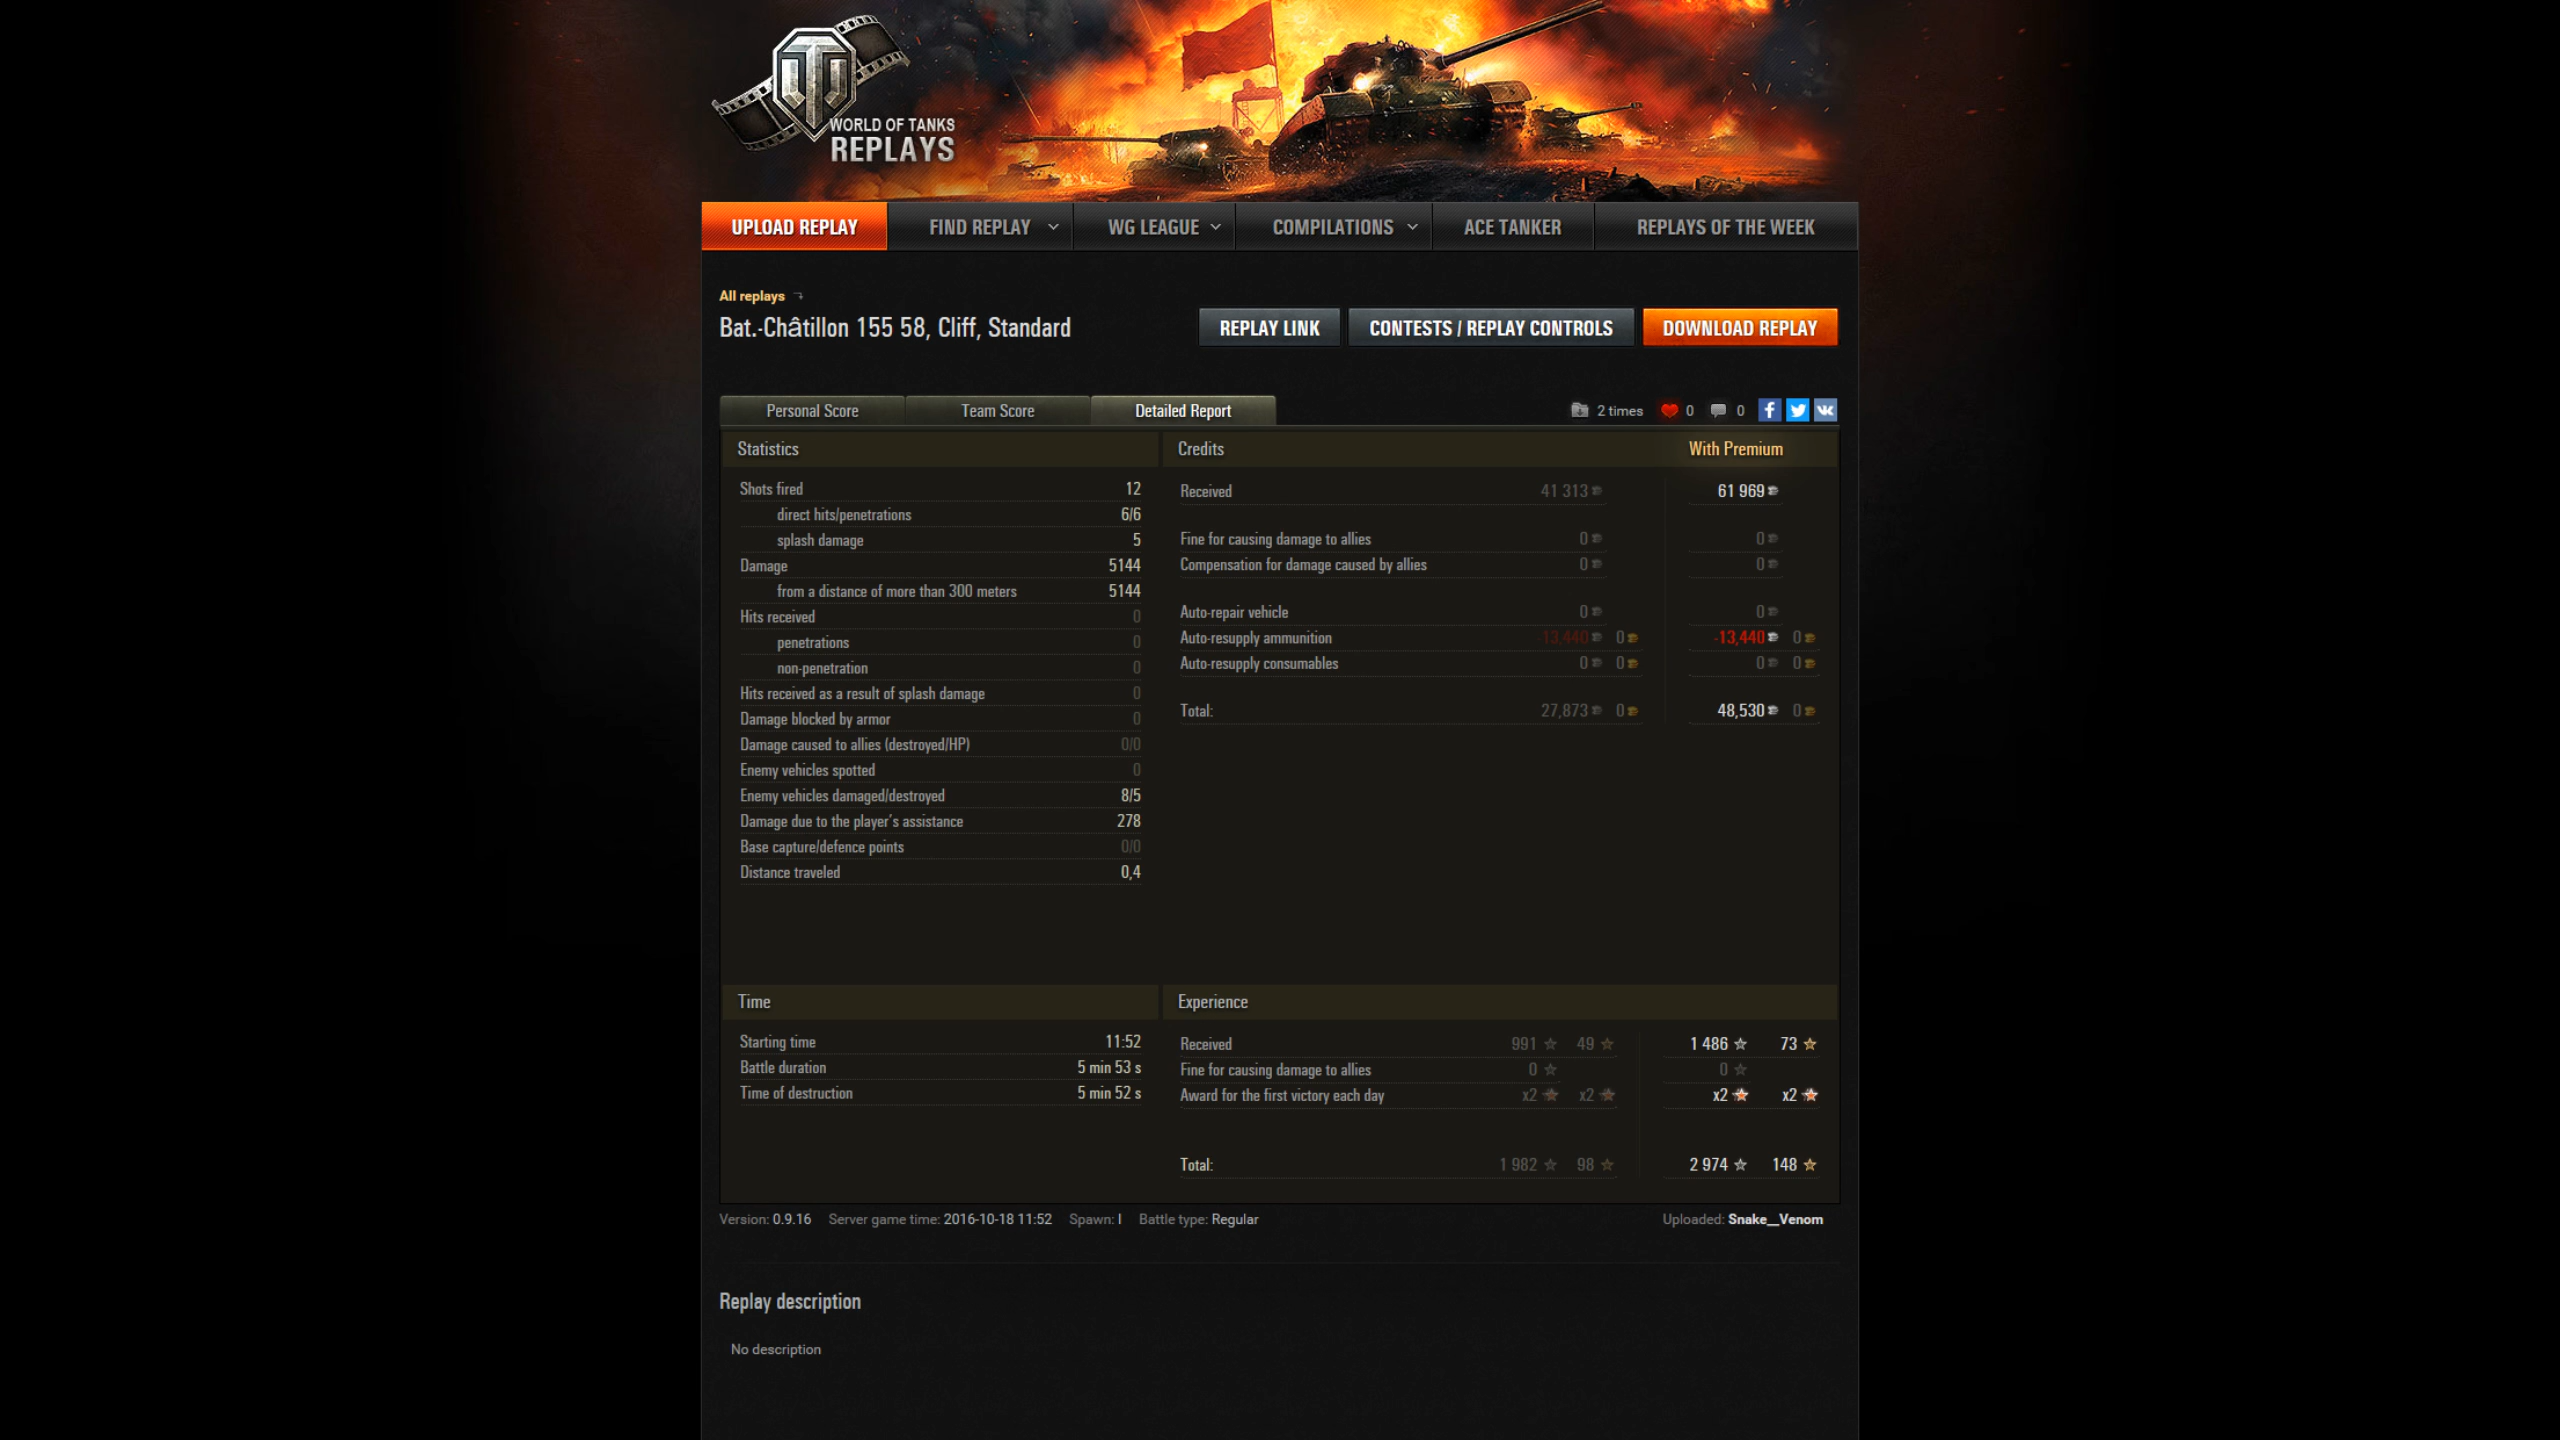 WORLD OF TANKS
REPLAYS
UPLOAD REPLAY FIND REPLAY WG LEAGUE COMPILATIONS ACE TANKER REPLAYS OF THE WEEK
All replays
Bat.-Châtillon 155 58, Cliff, Standard REPLAY LINK CONTESTS / REPLAY CONTROLS DOWNLOAD REPLAY
Personal Score Team Score Detailed Report 2 times 0 0
Statistics
Shots fired 12
direct hits/penetrations 6/6
splash damage 5
Damage 5144
from a distance of more than 300 meters 5144
Hits received 0
penetrations 0
non-penetration 0
Hits received as a result of splash damage 0
Damage blocked by armor 0
Damage caused to allies (destroyed/HP) 0/0
Enemy vehicles spotted 0
Enemy vehicles damaged/destroyed 8/5
Damage due to the player's assistance 278
Base capture/defence points 0/0
Distance traveled 0,4
Credits With Premium
Received 41 313 61 969
Fine for causing damage to allies 0 0
Compensation for damage caused by allies 0 0
Auto-repair vehicle 0 0
Auto-resupply ammunition -13,440 0 -13,440 0
Auto-resupply consumables 0 0 0 0
Total: 27,873 0 48,530 0
Time
Starting time 11:52
Battle duration 5 min 53 s
Time of destruction 5 min 52 s
Experience
Received 991 49 1 486 73
Fine for causing damage to allies 0 0
Award for the first victory each day x2 x2 x2 x2
Total: 1 982 98 2 974 148
Version: 0.9.16 Server game time: 2016-10-18 11:52 Spawn: I Battle type: Regular Uploaded: Snake__Venom
Replay description
No description